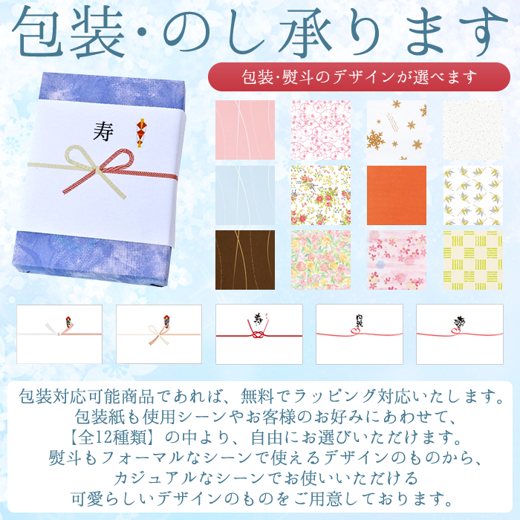 包装・のし承ります
包装・熨斗のデザインが選べます
寿
寿
包装対応可能商品であれば、無料でラッピング対応いたします。
包装紙も使用シーンやお客様のお好みにあわせて、
【全12種類】の中より、自由にお選びいただけます。
熨斗もフォーマルなシーンで使えるデザインのものから、
カジュアルなシーンでお使いいただける
可愛らしいデザインのものをご用意しております。